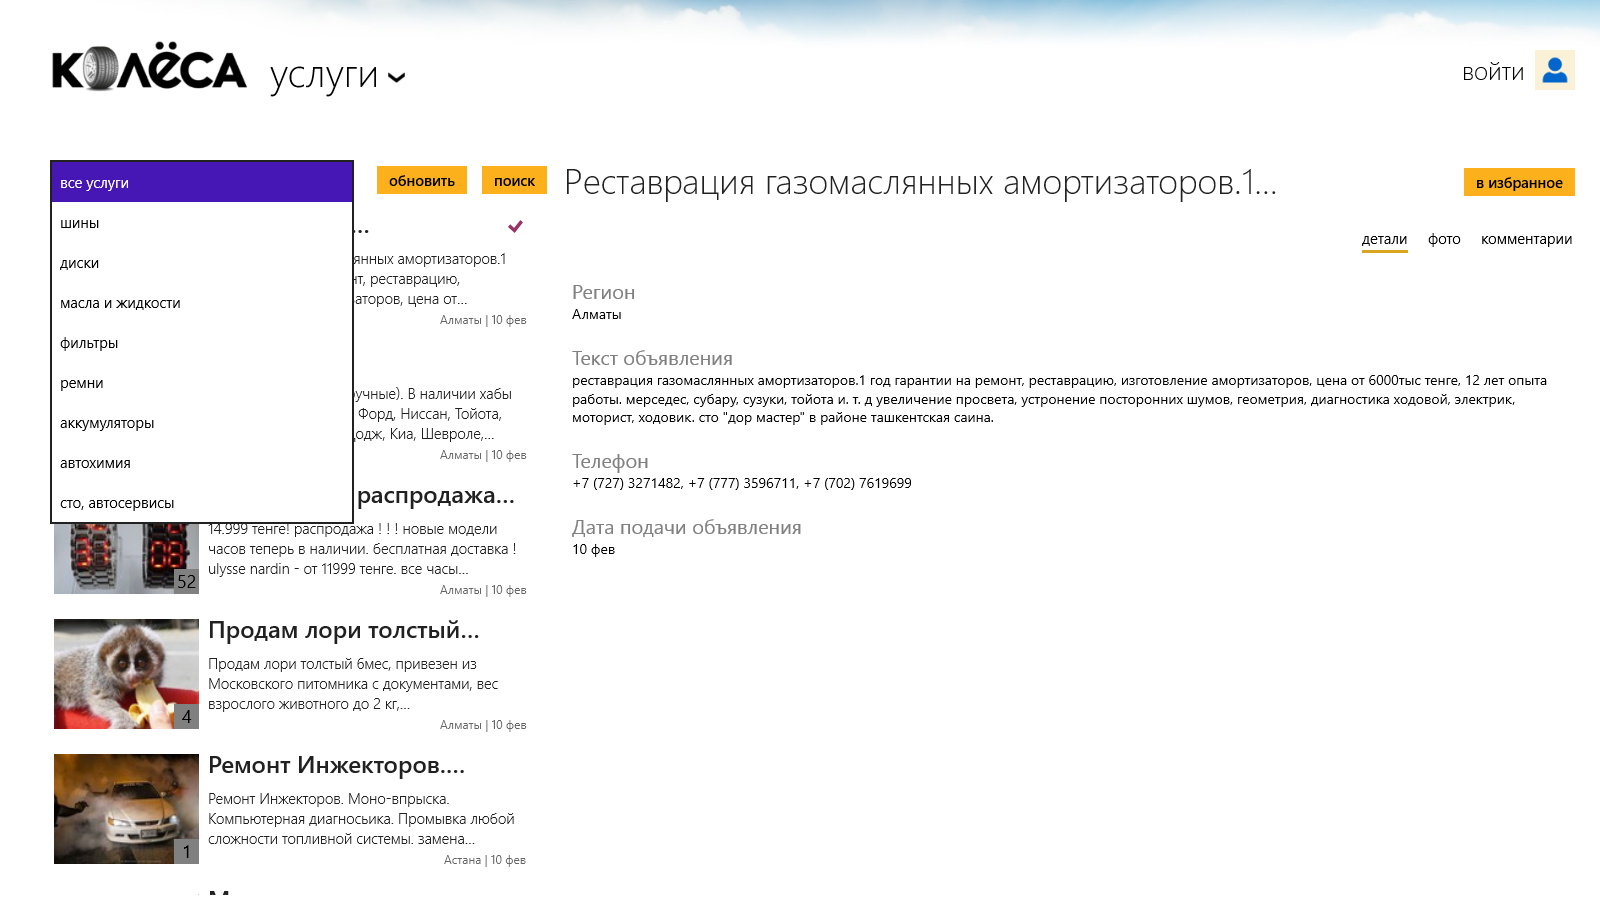 КОЛЁСА
услуги
ВОЙТИ
все услуги
шины
диски
масла и жидкости
фильтры
ремни
аккумуляторы
автохимия
сто, автосервисы
обновить
поиск
...
янных амортизаторов.1
нт, реставрацию,
заторов, цена от...
Алматы | 10 фев
учные). В наличии хабы
Форд, Ниссан, Тойота,
одж, Киа, Шевроле,...
Алматы | 10 фев
распродажа...
14.999 тенге! распродажа ! ! ! новые модели
часов теперь в наличии. бесплатная доставка !
ulysse nardin - от 11999 тенге. все часы...
52
Алматы | 10 фев
Продам лори толстый...
Продам лори толстый 6мес, привезен из
Московского питомника с документами, вес
взрослого животного до 2 кг,...
4
Алматы | 10 фев
Ремонт Инжекторов....
Ремонт Инжекторов. Моно-впрыска.
Компьютерная диагносьика. Промывка любой
сложности топливной системы. замена...
1
Астана | 10 фев
Реставрация газомаслянных амортизаторов.1...
в избранное
детали
фото
комментарии
Регион
Алматы
Текст объявления
реставрация газомаслянных амортизаторов.1 год гарантии на ремонт, реставрацию, изготовление амортизаторов, цена от 6000тыс тенге, 12 лет опыта
работы. мерседес, субару, сузуки, тойота и. т. д увеличение просвета, устронение посторонних шумов, геометрия, диагностика ходовой, электрик,
моторист, ходовик. сто "дор мастер" в районе ташкентская саина.
Телефон
+7 (727) 3271482, +7 (777) 3596711, +7 (702) 7619699
Дата подачи объявления
10 фев